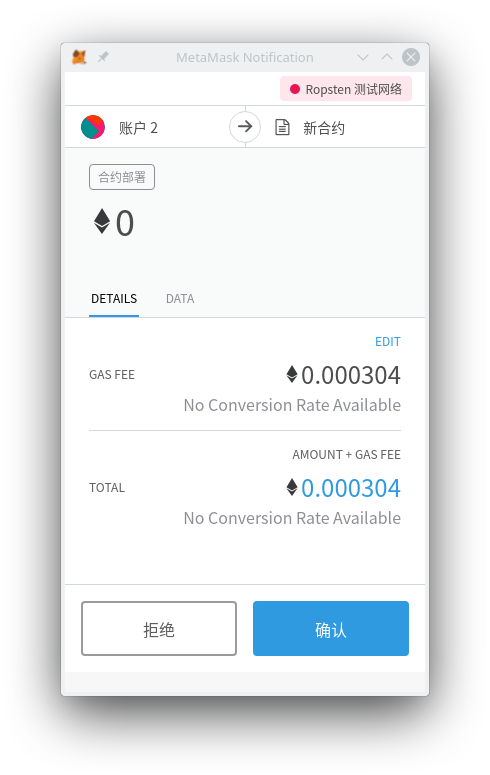 MetaMask Notification
Ropsten 测试网络
账户 2
新合约
合约部署
0
DETAILS DATA
EDIT
GAS FEE 0.000304
No Conversion Rate Available
AMOUNT + GAS FEE
TOTAL 0.000304
No Conversion Rate Available
拒绝 确认